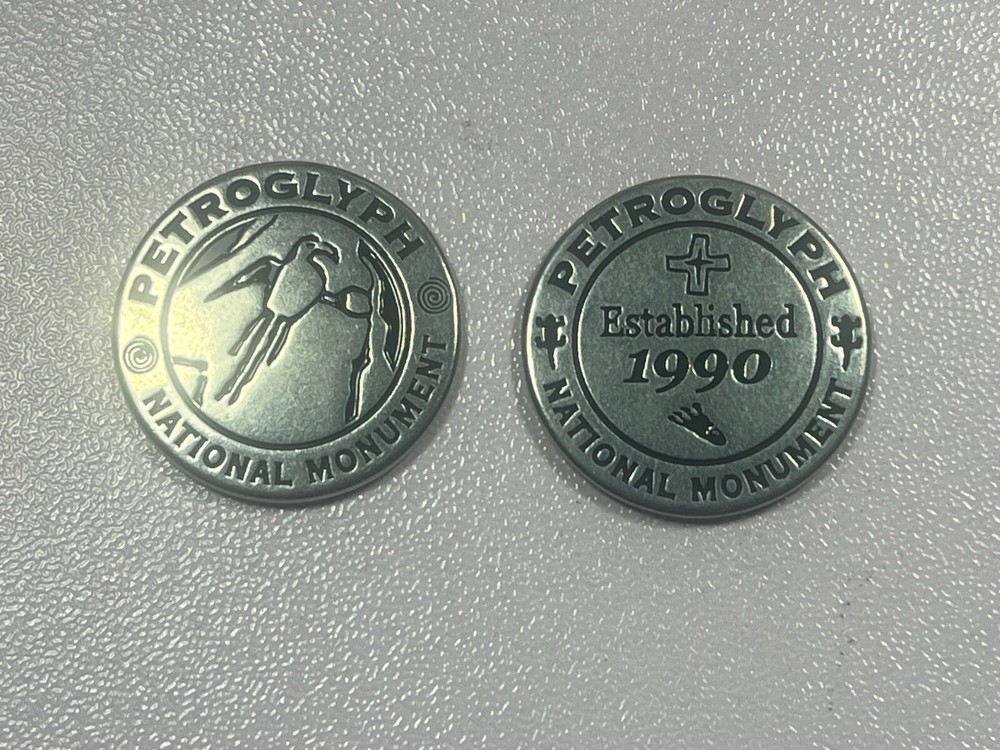 PETROGLYPH
NATIONAL MONUMENT
PETROGLYPH
Established
1990
NATIONAL MONUMENT